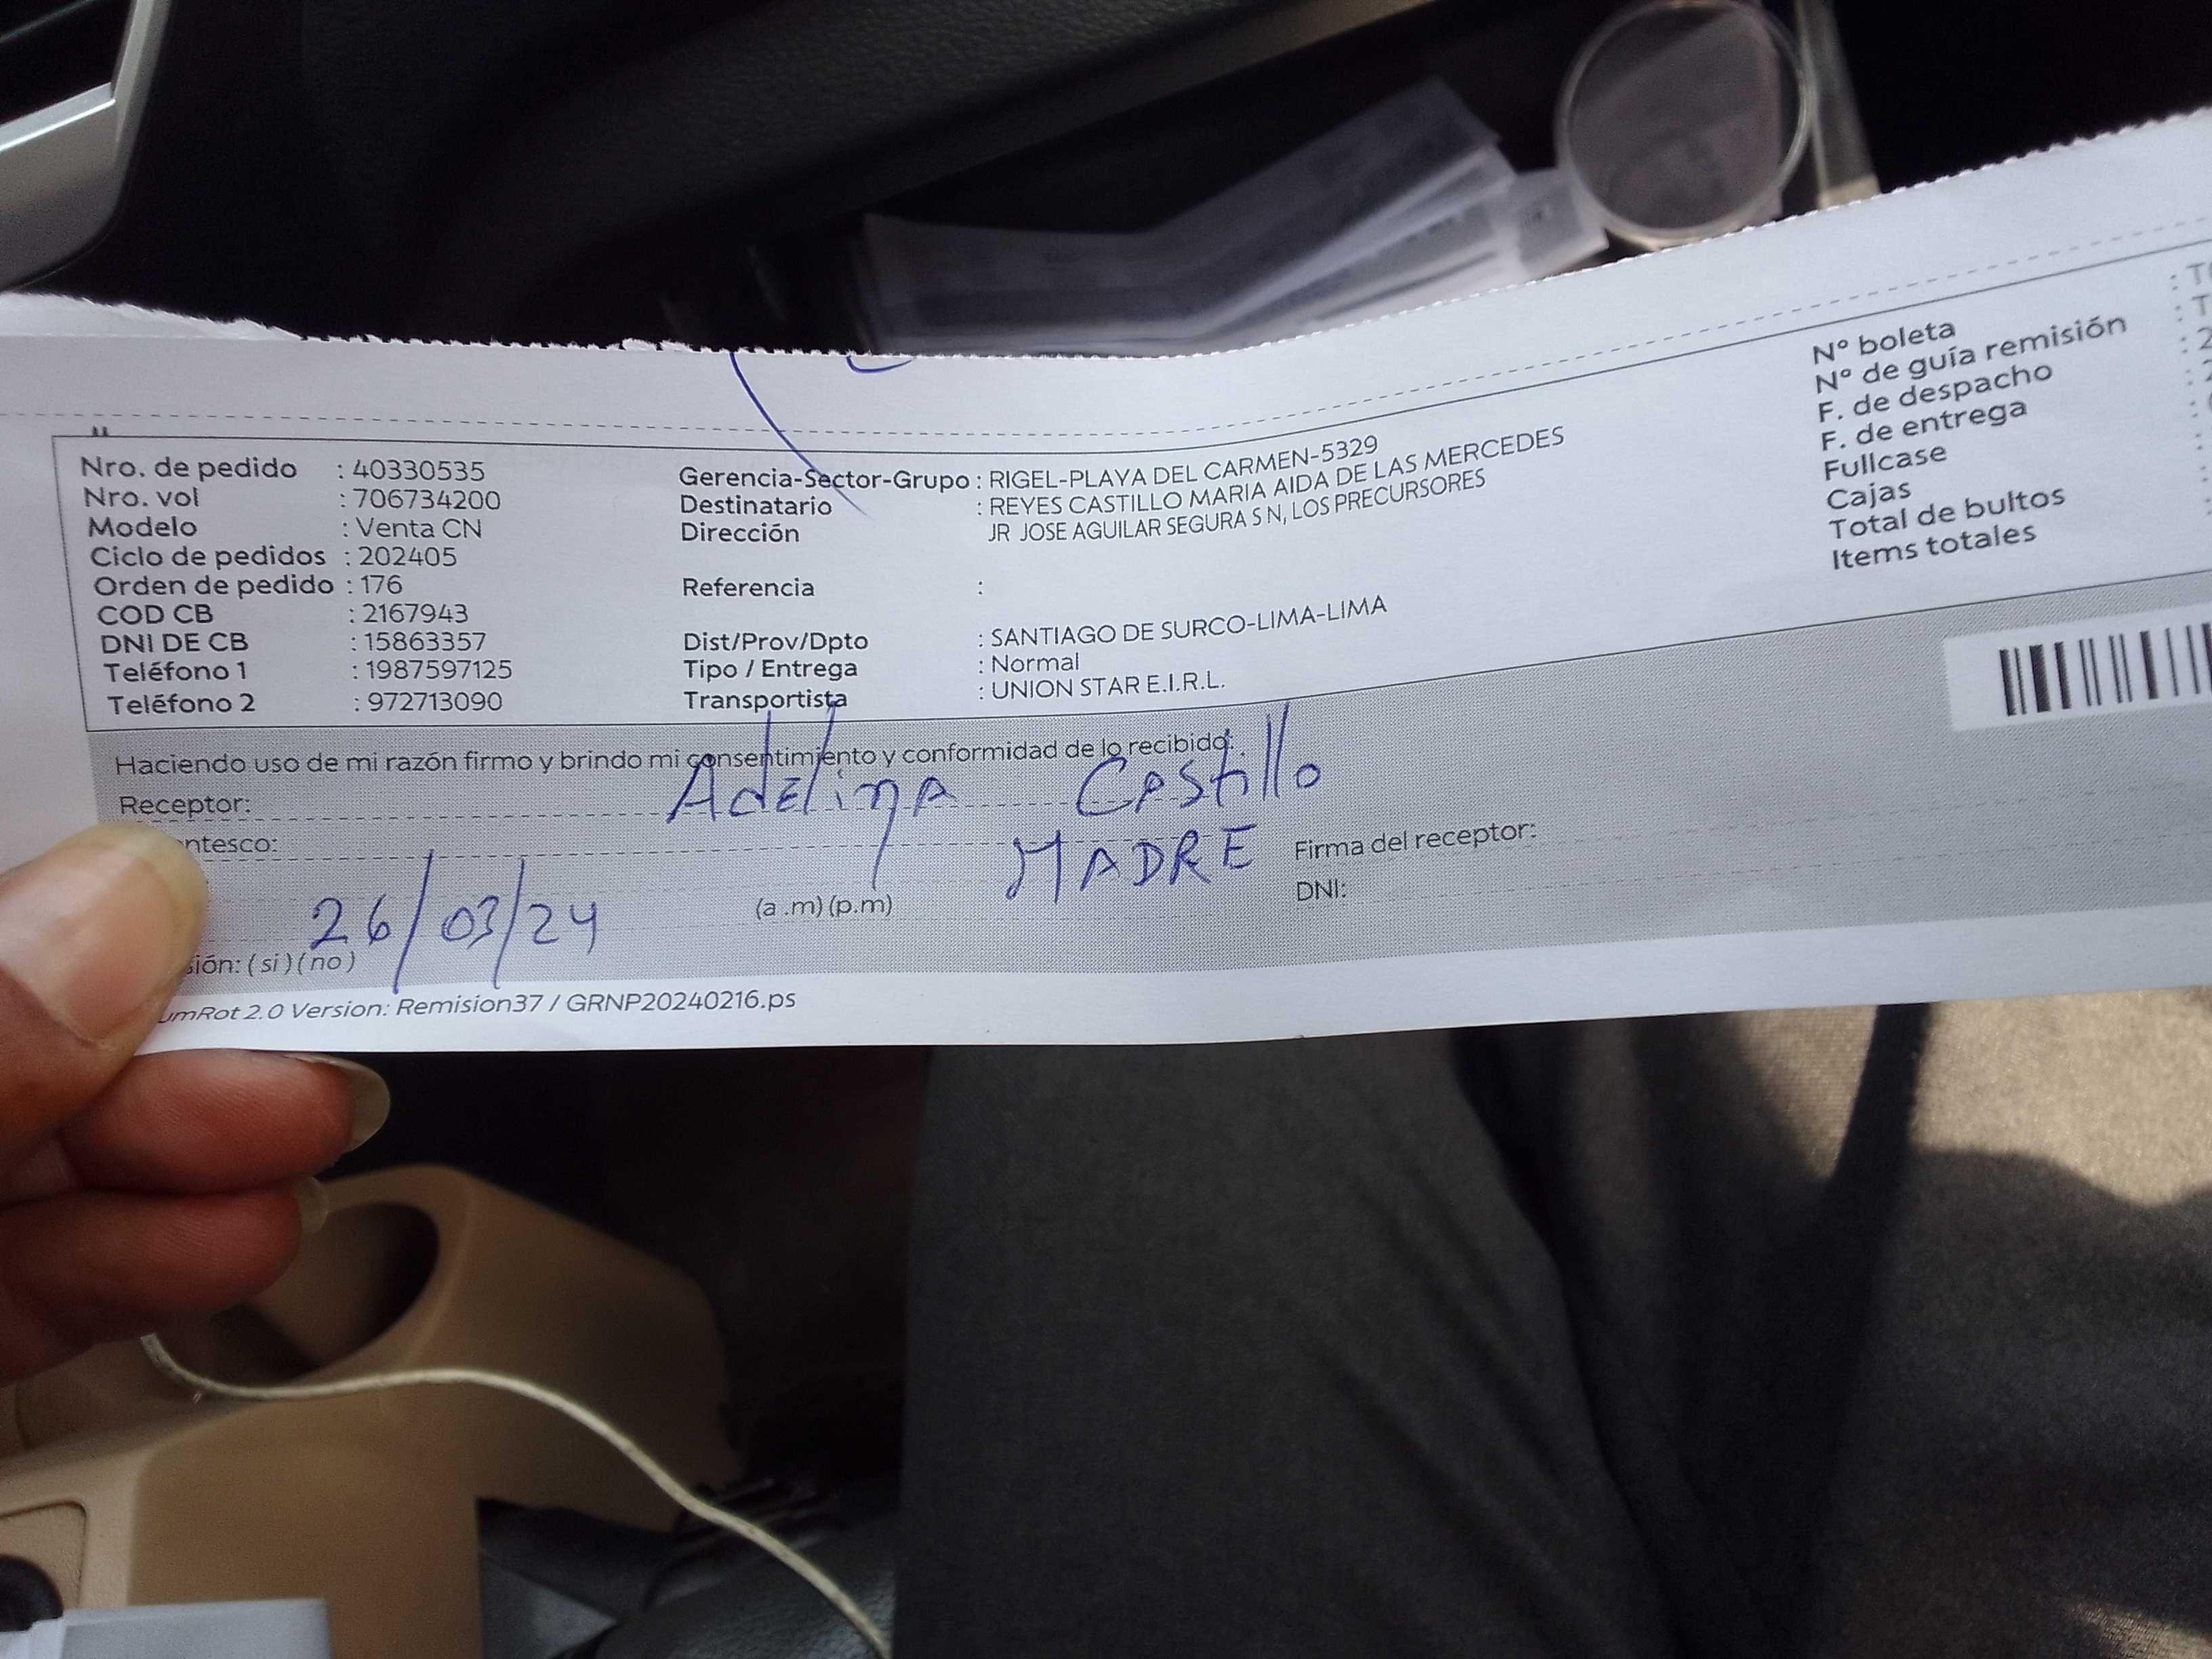 Nro. de pedido : 40330535
Nro. vol : 706734200
Modelo : Venta CN
Ciclo de pedidos : 202405
Orden de pedido : 176
COD CB : 2167943
DNI DE CB : 15863357
Teléfono 1 : 1987597125
Teléfono 2 : 972713090
Gerencia-Sector-Grupo : RIGEL-PLAYA DEL CARMEN-5329
Destinatario : REYES CASTILLO MARIA AIDA DE LAS MERCEDES
Dirección JR JOSE AGUILAR SEGURA S N, LOS PRECURSORES
Referencia :
Dist/Prov/Dpto : SANTIAGO DE SURCO-LIMA-LIMA
Tipo / Entrega : Normal
Transportista : UNION STAR E.I.R.L.
N° boleta
N° de guía remisión
F. de despacho
F. de entrega
Fullcase
Cajas
Total de bultos
Items totales
Haciendo uso de mi razón firmo y brindo mi consentimiento y conformidad de lo recibido:
Receptor: Adelina Castillo
ntesco: MADRE
Firma del receptor:
26/03/24 (a.m) (p.m)
DNI:
sión: (si) (no)
umRot 2.0 Version: Remision37 / GRNP20240216.ps